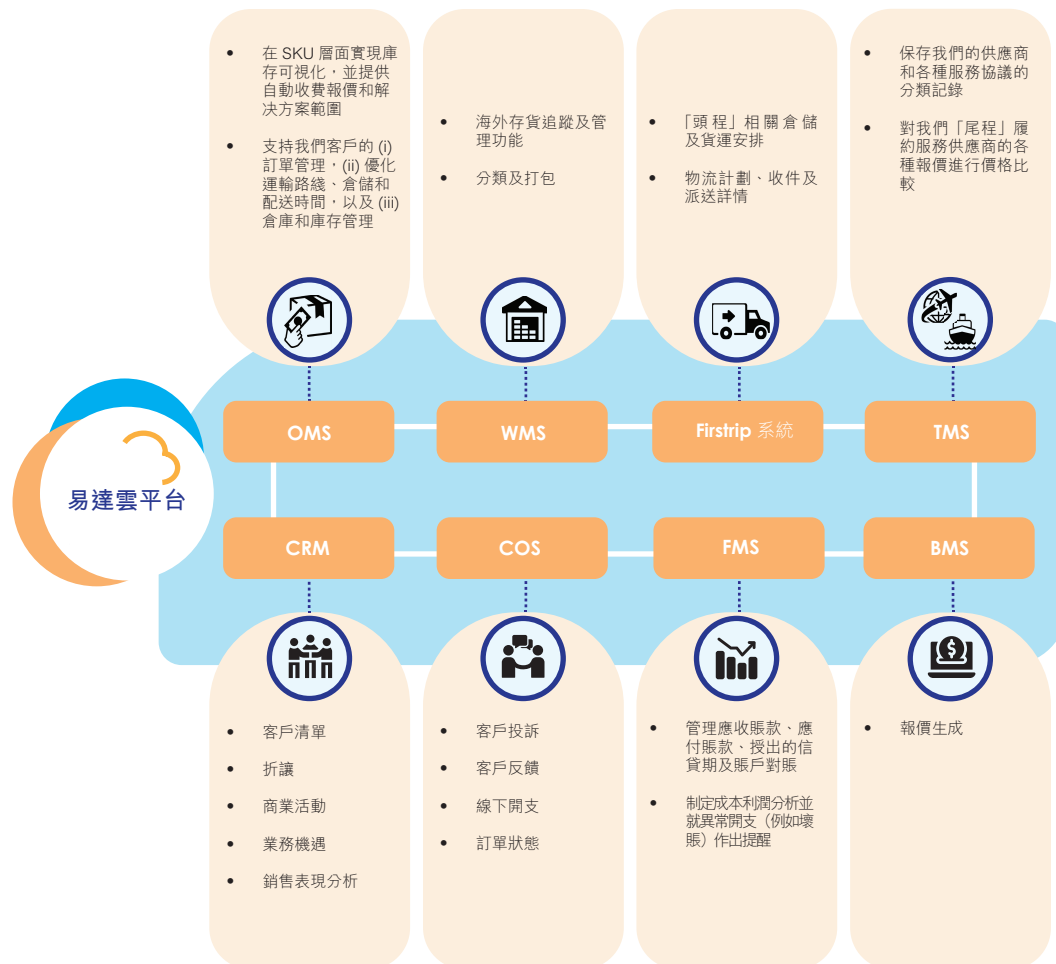 • 在 SKU 層面實現庫
存可視化，並提供
自動收費報價和解
決方案範圍
• 支持我們客戶的 (i)
訂單管理，(ii) 優化
運輸路綫、倉儲和
配送時間，以及 (iii)
倉庫和庫存管理
• 海外存貨追蹤及管
理功能
• 分類及打包
• 「頭程」相關倉儲
及貨運安排
• 物流計劃、收件及
派送詳情
• 保存我們的供應商
和各種服務協議的
分類記錄
• 對我們「尾程」履
約服務供應商的各
種報價進行價格比
較
OMS
WMS
Firstrip 系統
TMS
易達雲平台
CRM
COS
FMS
BMS
• 客戶清單
• 折讓
• 商業活動
• 業務機遇
• 銷售表現分析
• 客戶投訴
• 客戶反饋
• 線下開支
• 訂單狀態
• 管理應收賬款、應
付賬款、授出的信
貸期及賬戶對賬
• 制定成本利潤分析並
就異常開支（例如壞
賬）作出提醒
• 報價生成